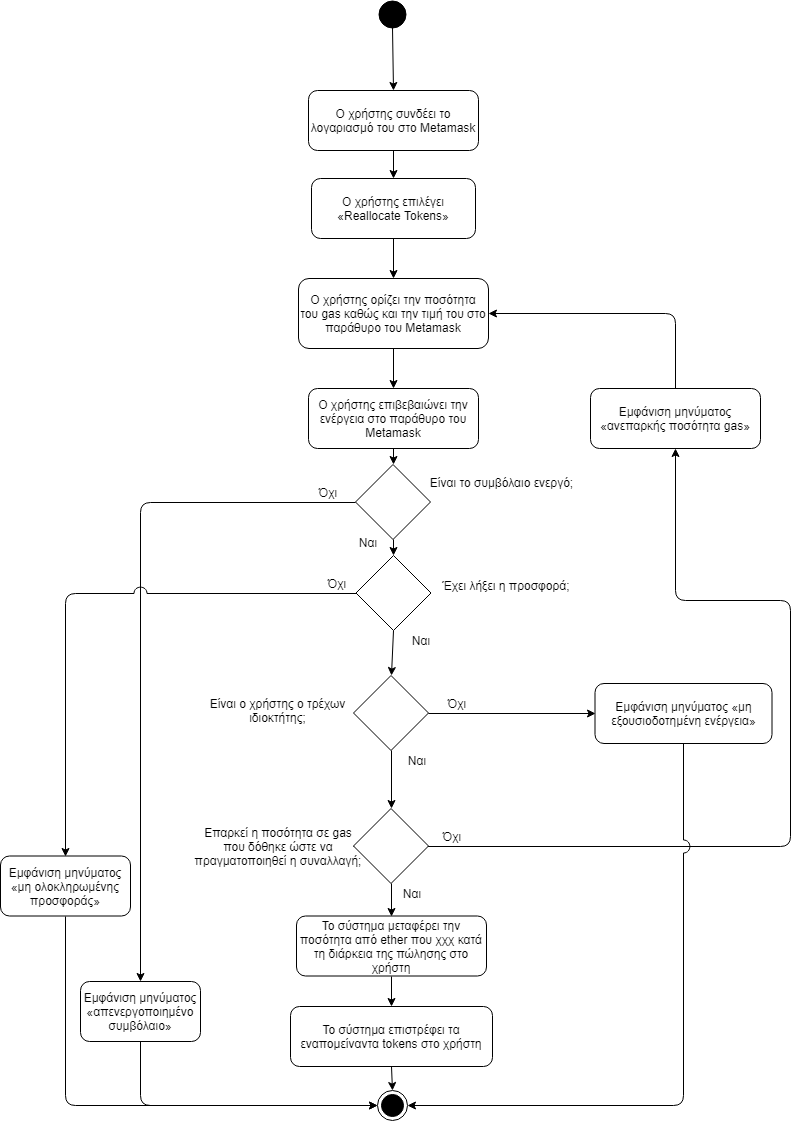 Ο χρήστης συνδέει το
λογαριασμό του στο Metamask
Ο χρήστης επιλέγει
«Reallocate Tokens»
Ο χρήστης ορίζει την ποσότητα
του gas καθώς και την τιμή του στο
παράθυρο του Metamask
Ο χρήστης επιβεβαιώνει την
ενέργεια στο παράθυρο του
Metamask
Εμφάνιση μηνύματος
«ανεπαρκής ποσότητα gas»
Είναι το συμβόλαιο ενεργό;
Όχι
Ναι
Έχει λήξει η προσφορά;
Όχι
Ναι
Είναι ο χρήστης ο τρέχων
ιδιοκτήτης;
Όχι
Εμφάνιση μηνύματος «μη
εξουσιοδοτημένη ενέργεια»
Ναι
Επαρκεί η ποσότητα σε gas
που δόθηκε ώστε να
πραγματοποιηθεί η συναλλαγή;
Όχι
Ναι
Εμφάνιση μηνύματος
«μη ολοκληρωμένης
προσφοράς»
Το σύστημα μεταφέρει την
ποσότητα από ether που χχχ κατά
τη διάρκεια της πώλησης στο
χρήστη
Εμφάνιση μηνύματος
«απενεργοποιημένο
συμβόλαιο»
Το σύστημα επιστρέφει τα
εναπομείναντα tokens στο χρήστη